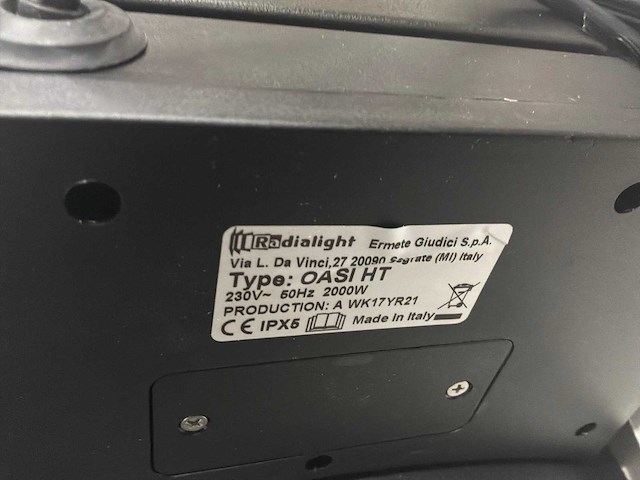 Radialight Ermete Giudici S.p.A.
Via L. Da Vinci,27 20090 Segrate (MI) Italy
Type: OASI HT
230V~ 50Hz 2000W
PRODUCTION: A WK17YR21
CE IPX5 Made in Italy